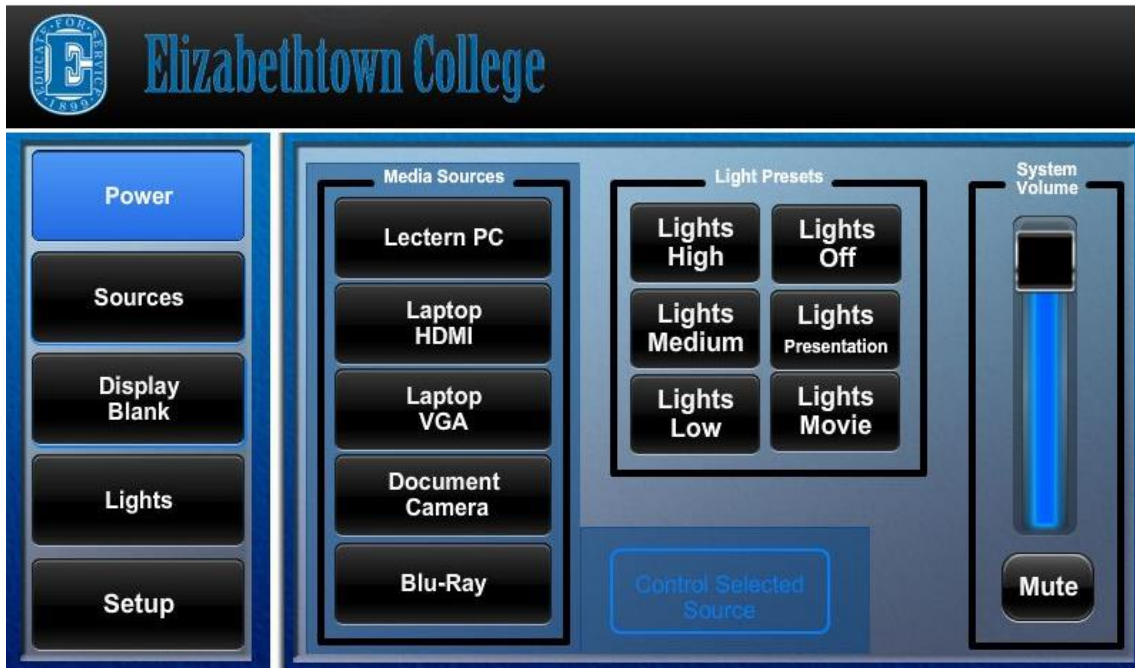 EDUCATE-FOR-SERVICE
E
·1899·
Elizabethtown College
Power
Sources
Display
Blank
Lights
Setup
Media Sources
Lectern PC
Laptop
HDMI
Laptop
VGA
Document
Camera
Blu-Ray
Light Presets
Lights
High
Lights
Off
Lights
Medium
Lights
Presentation
Lights
Low
Lights
Movie
Control Selected
Source
System
Volume
Mute